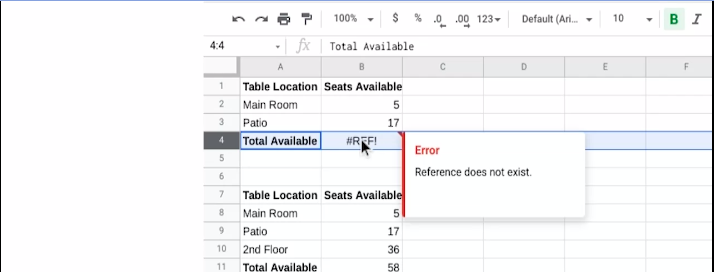 100% $ % .0 .00 123 Default (Ari... 10 B I
4:4 fx Total Available
A B C D E F
1 Table Location Seats Available
2 Main Room 5
3 Patio 17
4 Total Available #REF!
Error
Reference does not exist.
5
6
7 Table Location Seats Available
8 Main Room 5
9 Patio 17
10 2nd Floor 36
11 Total Available 58